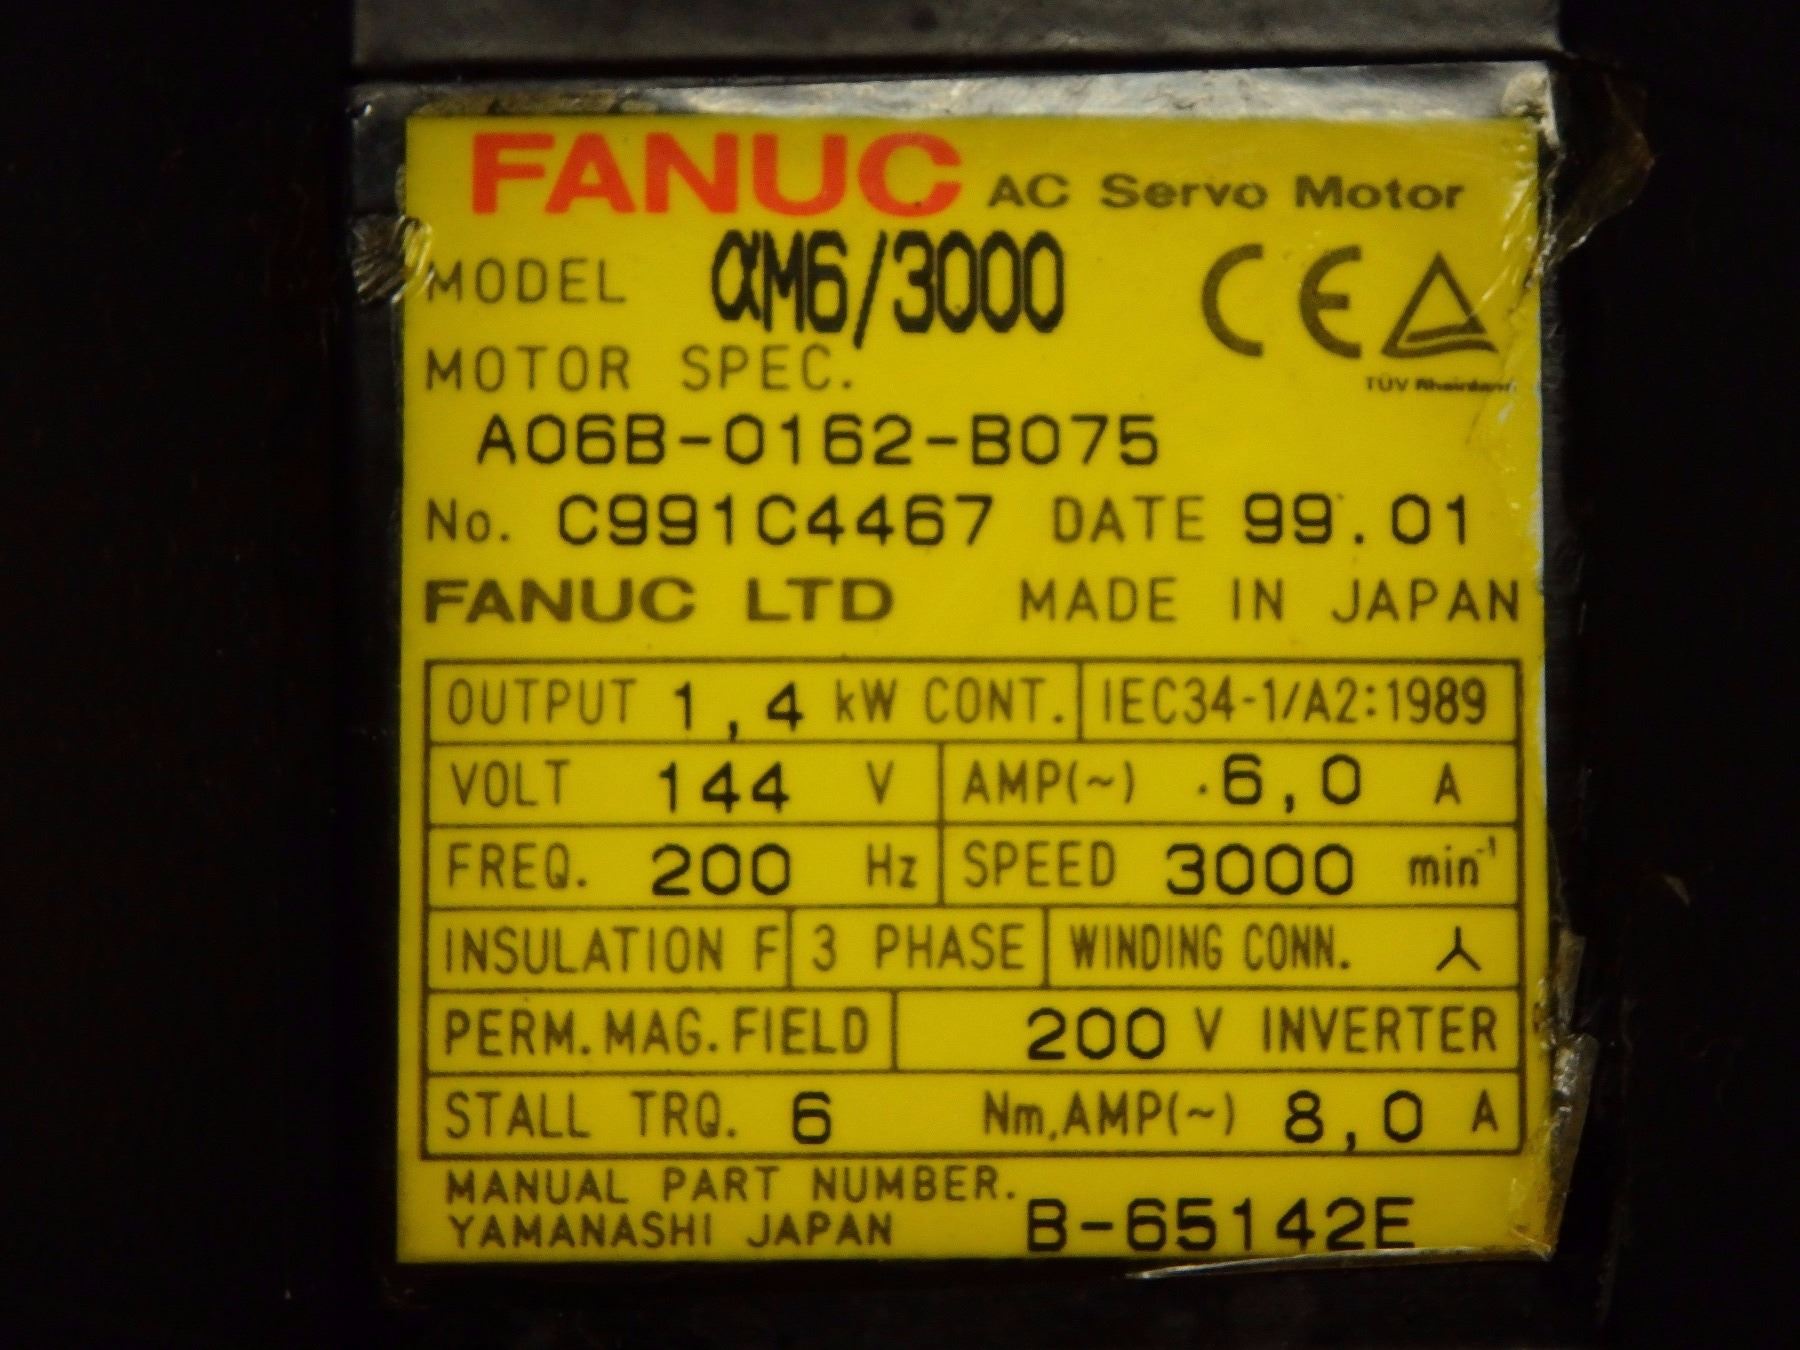 FANUC AC Servo Motor
MODEL αM6/3000
CE
TÜV Rheinland
MOTOR SPEC.
A06B-0162-B075
No. C991C4467 DATE 99.01
FANUC LTD MADE IN JAPAN
OUTPUT 1,4 kW CONT. IEC34-1/A2:1989
VOLT 144 V AMP(~) 6,0 A
FREQ. 200 Hz SPEED 3000 min⁻¹
INSULATION F 3 PHASE WINDING CONN. ⅄
PERM.MAG.FIELD 200 V INVERTER
STALL TRQ. 6 Nm,AMP(~) 8,0 A
MANUAL PART NUMBER.
YAMANASHI JAPAN B-65142E